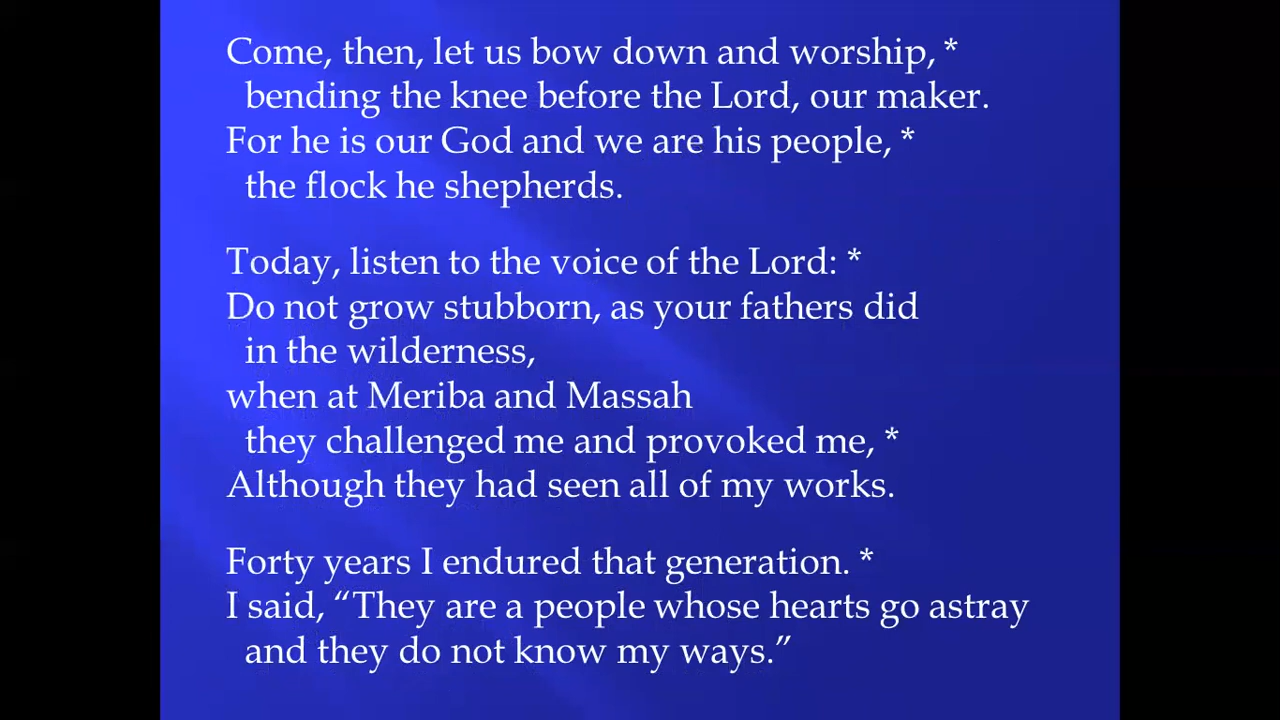 Come, then, let us bow down and worship, *
bending the knee before the Lord, our maker.
For he is our God and we are his people, *
the flock he shepherds.
Today, listen to the voice of the Lord: *
Do not grow stubborn, as your fathers did
in the wilderness,
when at Meriba and Massah
they challenged me and provoked me, *
Although they had seen all of my works.
Forty years I endured that generation. *
I said, “They are a people whose hearts go astray
and they do not know my ways.”